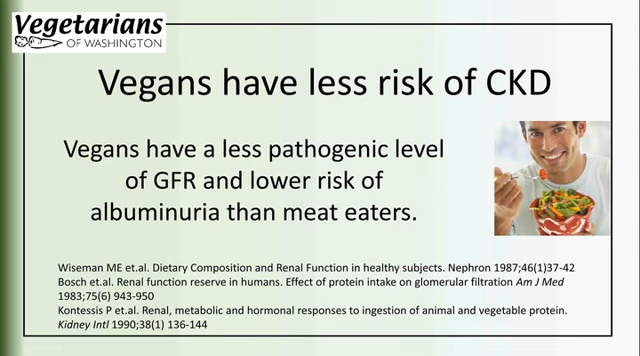 Vegetarians
OF WASHINGTON
Vegans have less risk of CKD
Vegans have a less pathogenic level
of GFR and lower risk of
albuminuria than meat eaters.
Wiseman ME et.al. Dietary Composition and Renal Function in healthy subjects. Nephron 1987;46(1)37-42
Bosch et.al. Renal function reserve in humans. Effect of protein intake on glomerular filtration Am J Med
1983;75(6) 943-950
Kontessis P et.al. Renal, metabolic and hormonal responses to ingestion of animal and vegetable protein.
Kidney Intl 1990;38(1) 136-144